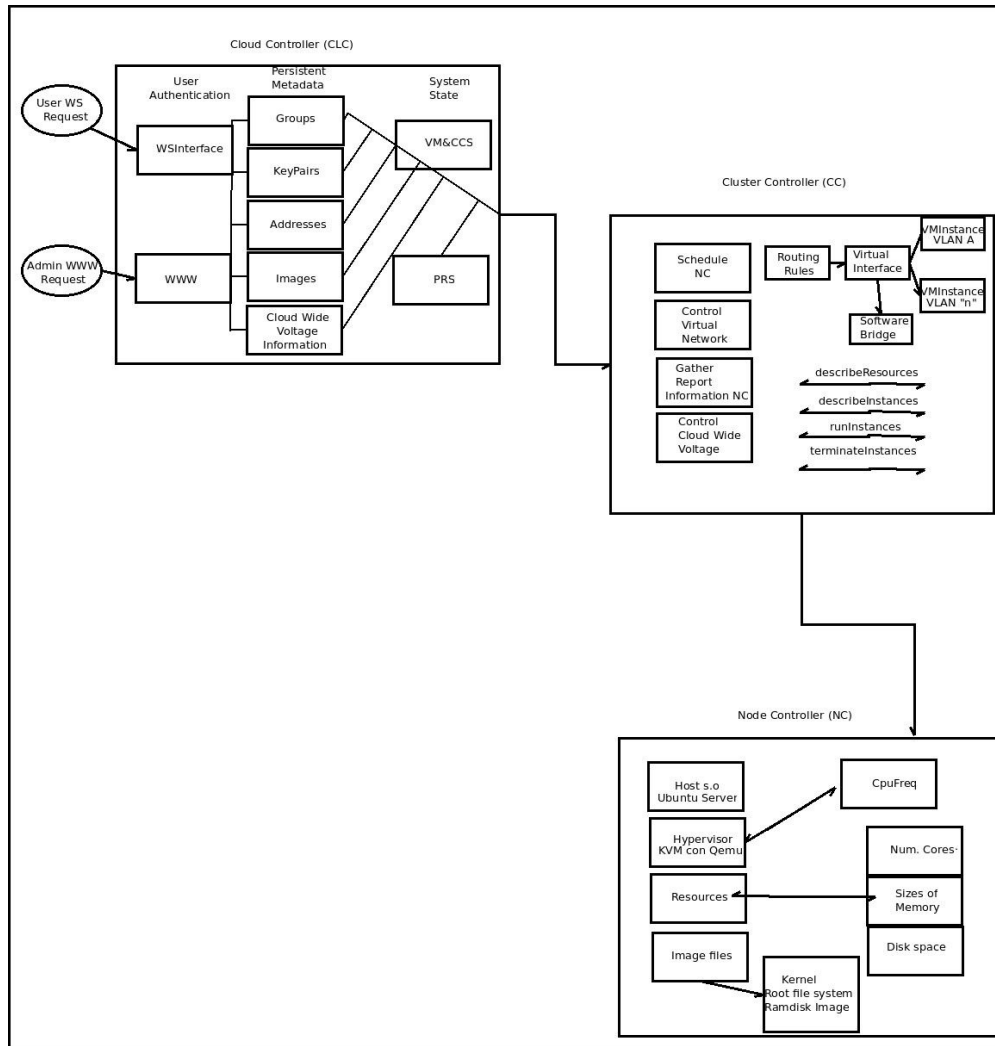 Cloud Controller (CLC)
User
Authentication
Persistent
Metadata
System
State
User WS
Request
WSInterface
Groups
VM&CCS
KeyPairs
Addresses
Admin WWW
Request
WWW
Images
PRS
Cloud Wide
Voltage
Information
Cluster Controller (CC)
Schedule
NC
Routing
Rules
Virtual
Interface
VMInstance
VLAN A
VMInstance
VLAN "n"
Control
Virtual
Network
Software
Bridge
Gather
Report
Information NC
Control
Cloud Wide
Voltage
describeResources
describeInstances
runInstances
terminateInstances
Node Controller (NC)
Host s.o
Ubuntu Server
CpuFreq
Hypervisor
KVM con Qemu
Num. Cores·
Resources
Sizes of
Memory
Image files
Disk space
Kernel
Root file system
Ramdisk Image